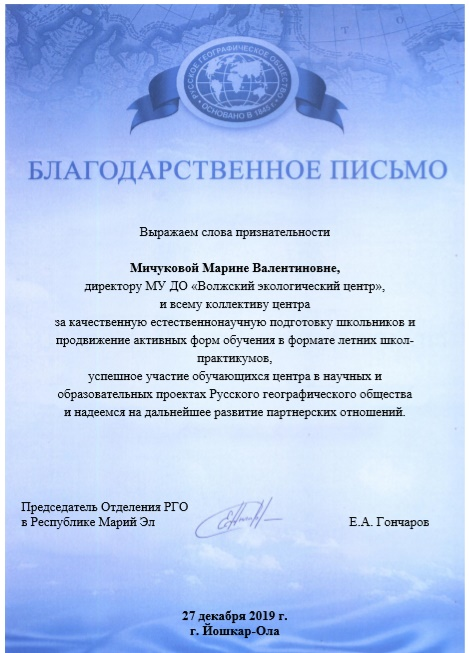 РУССКОЕ ГЕОГРАФИЧЕСКОЕ ОБЩЕСТВО
ОСНОВАНО В 1845 г.
БЛАГОДАРСТВЕННОЕ ПИСЬМО
Выражаем слова признательности
Мичуковой Марине Валентиновне,
директору МУ ДО «Волжский экологический центр»,
и всему коллективу центра
за качественную естественнонаучную подготовку школьников и
продвижение активных форм обучения в формате летних школ-
практикумов,
успешное участие обучающихся центра в научных и
образовательных проектах Русского географического общества
и надеемся на дальнейшее развитие партнерских отношений.
Председатель Отделения РГО
в Республике Марий Эл
Е.А. Гончаров
27 декабря 2019 г.
г. Йошкар-Ола